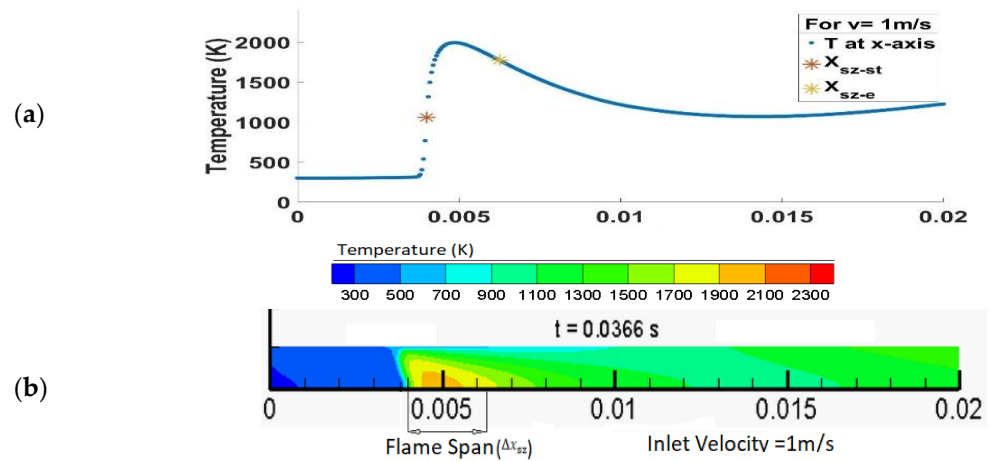 (a)
Temperature (K)
2000
1500
1000
500
0
For v= 1m/s
T at x-axis
X sz-st
X sz-e
0 0.005 0.01 0.015 0.02
Temperature (K)
300 500 700 900 1100 1300 1500 1700 1900 2100 2300
t = 0.0366 s
(b)
0 0.005 0.01 0.015 0.02
Flame Span(Δxsz) Inlet Velocity =1m/s